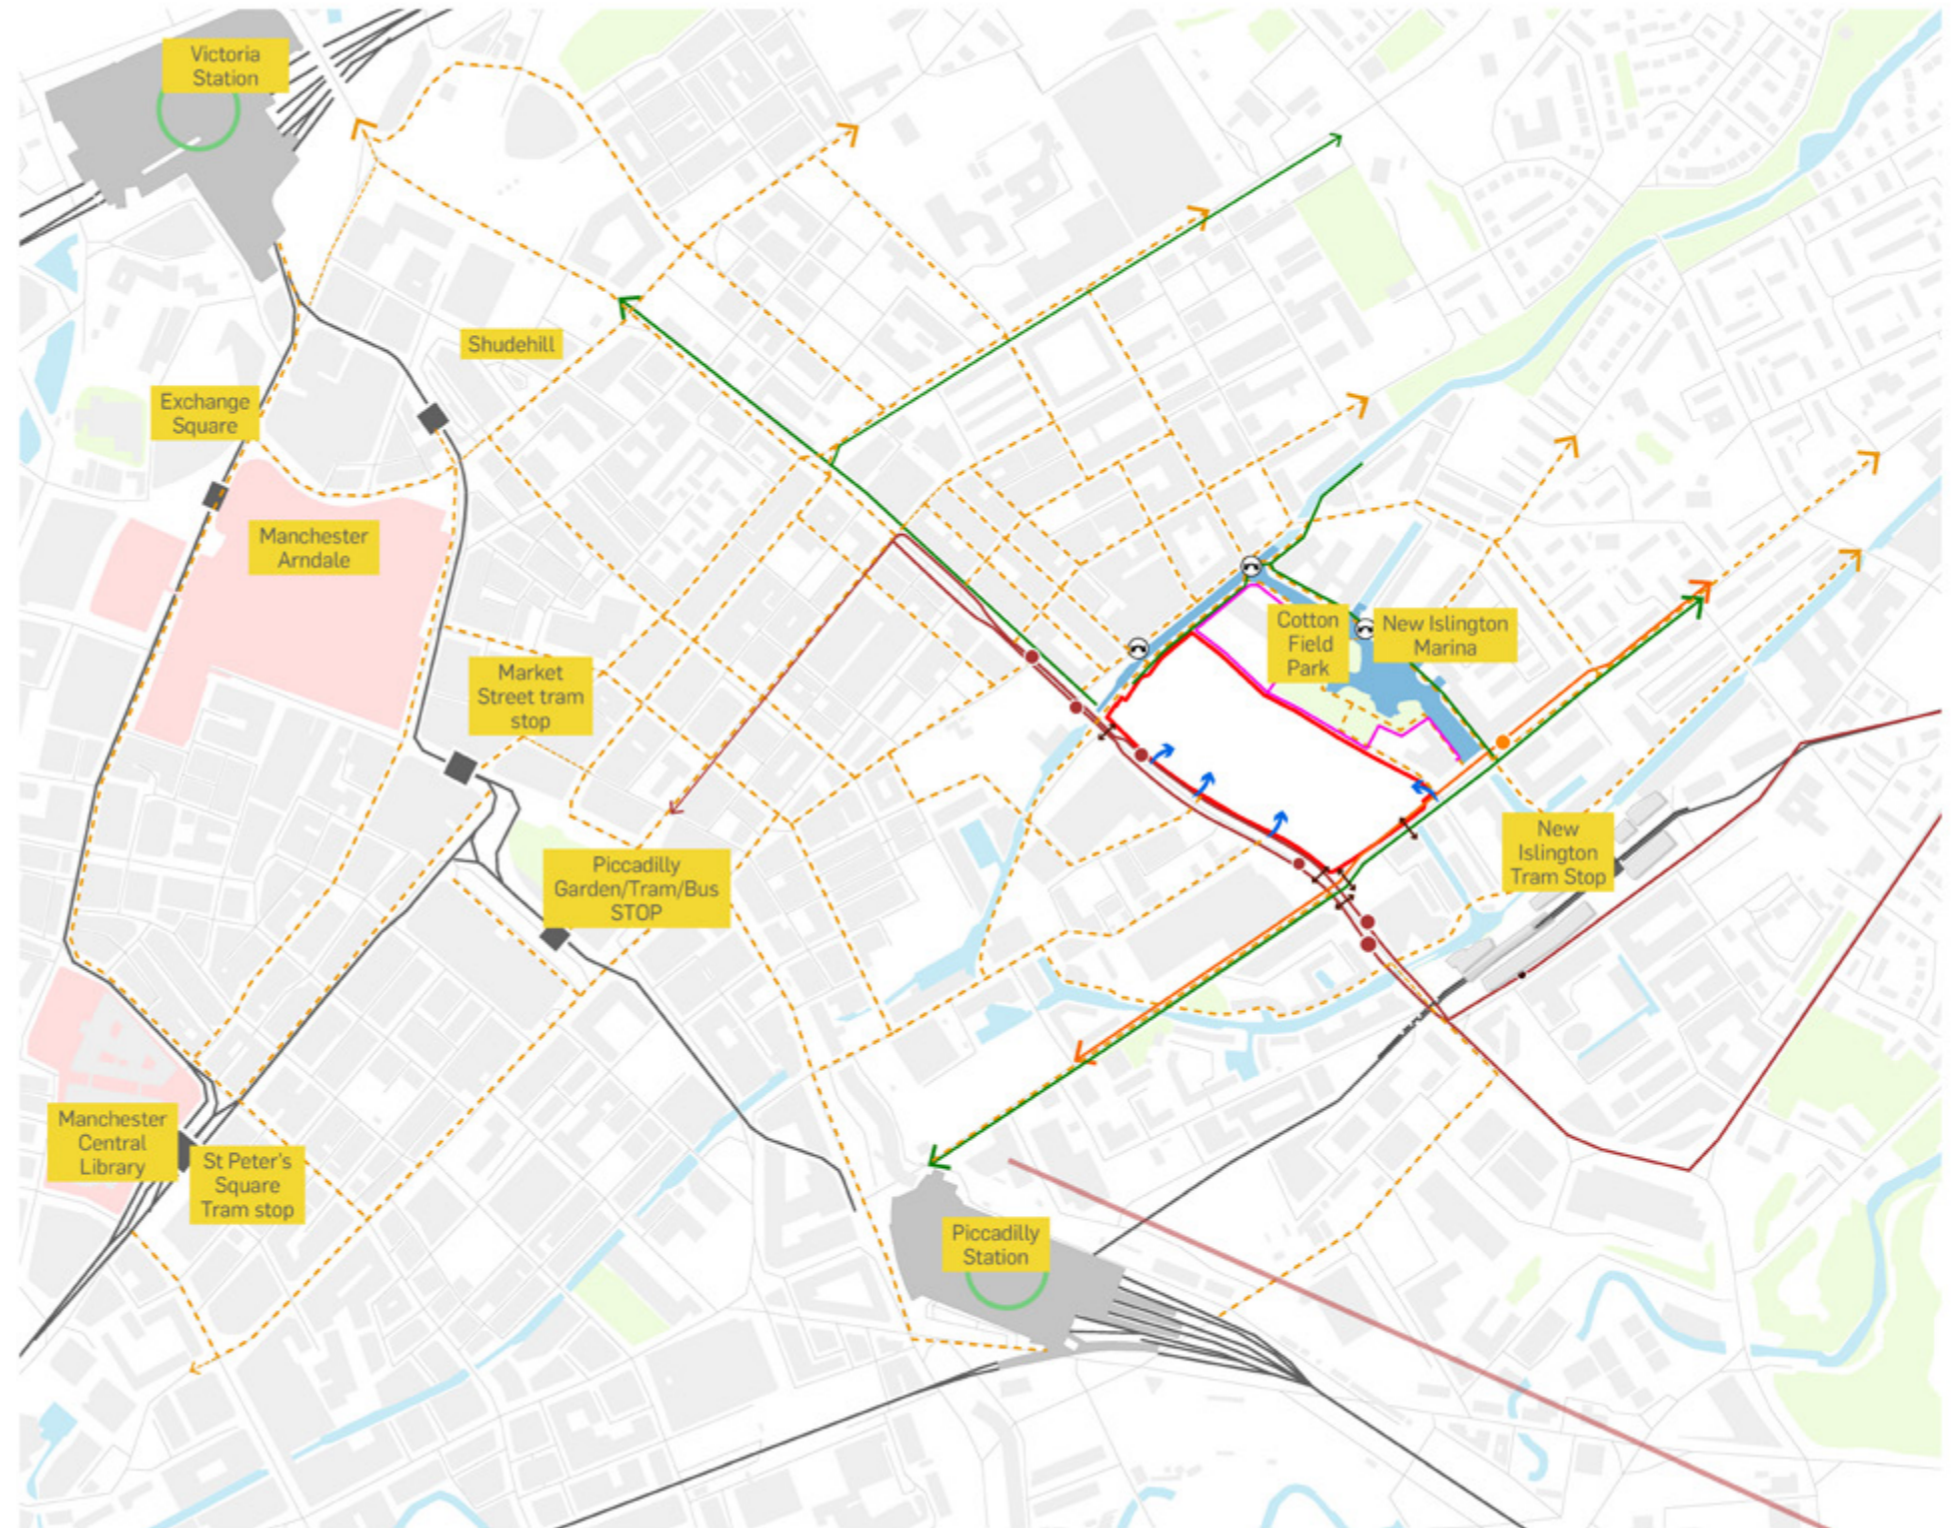 Victoria
Station
Shudehill
Exchange
Square
Manchester
Arndale
Cotton
Field
Park
New Islington
Marina
Market
Street tram
stop
New
Islington
Tram Stop
Piccadilly
Garden/Tram/Bus
STOP
Manchester
Central
Library
St Peter's
Square
Tram stop
Piccadilly
Station